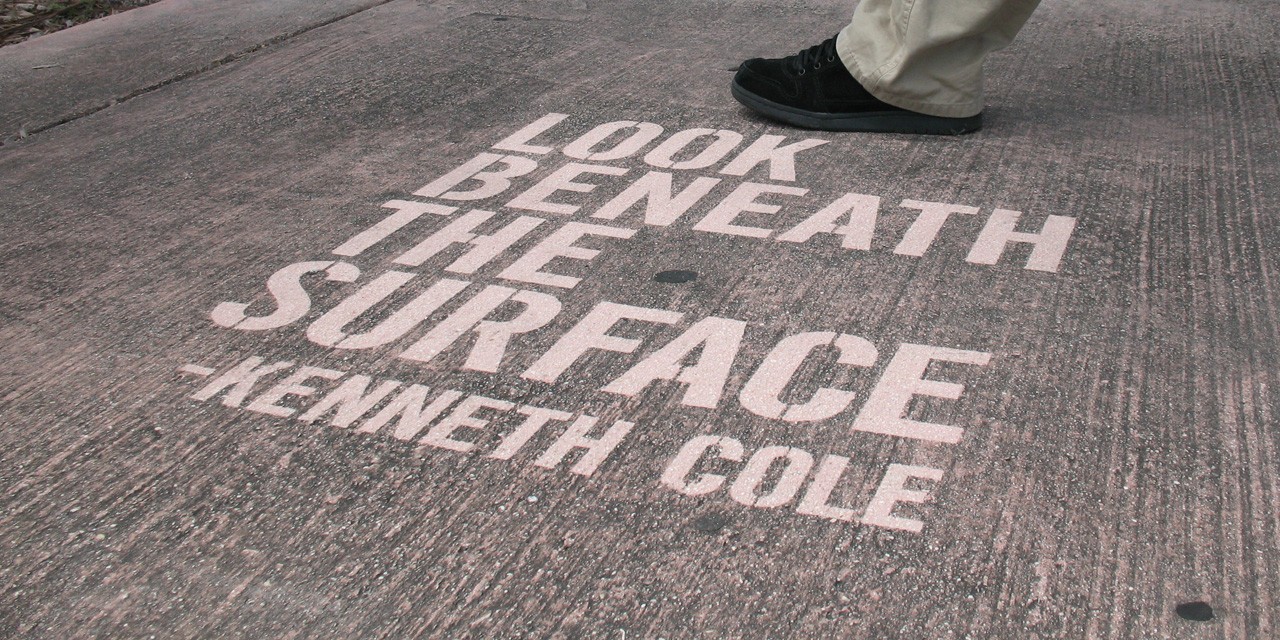 LOOK
BENEATH
THE
SURFACE
-KENNETH COLE